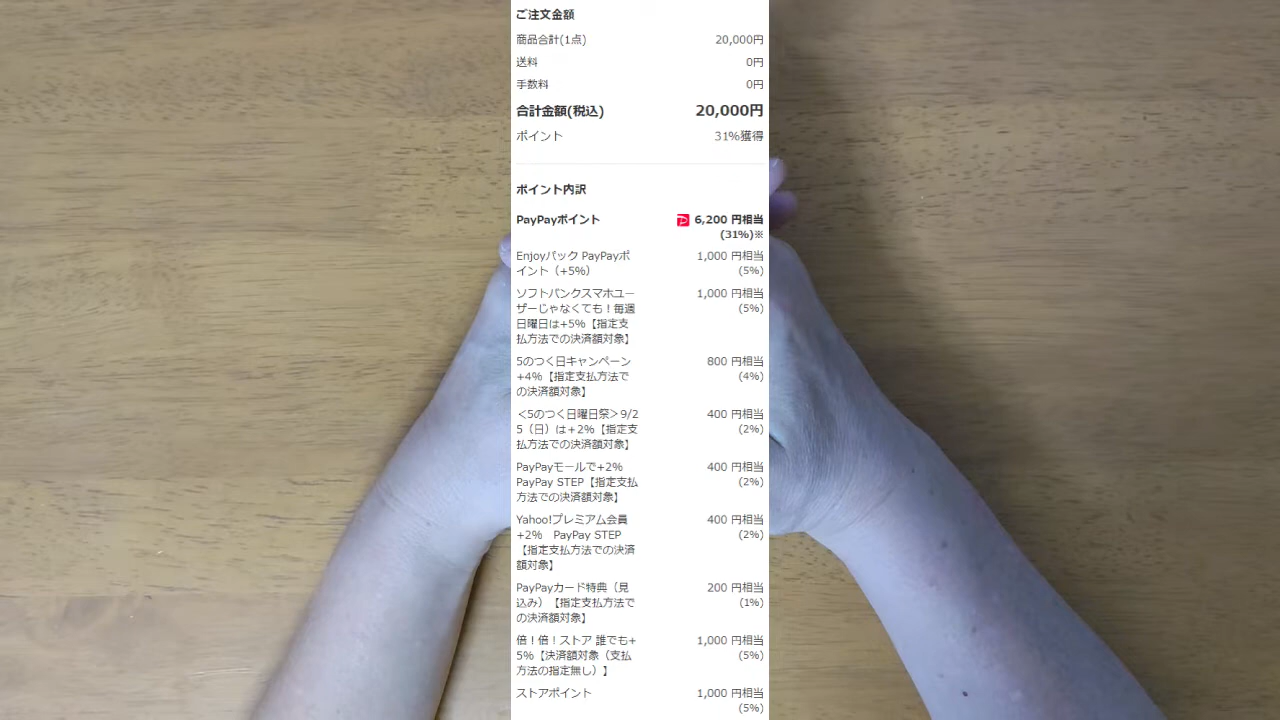 ご注文金額
商品合計(1点) 20,000円
送料 0円
手数料 0円
合計金額(税込) 20,000円
ポイント 31%獲得
ポイント内訳
PayPayポイント 6,200 円相当
(31%)※
Enjoyパック PayPayポ 1,000 円相当
イント（+5%） (5%)
ソフトバンクスマホユー 1,000 円相当
ザーじゃなくても！毎週 (5%)
日曜日は+5%【指定支
払方法での決済額対象】
5のつく日キャンペーン 800 円相当
+4%【指定支払方法で (4%)
の決済額対象】
＜5のつく日曜日祭＞9/2 400 円相当
5（日）は＋2%【指定支 (2%)
払方法での決済額対象】
PayPayモールで+2% 400 円相当
PayPay STEP【指定支払 (2%)
方法での決済額対象】
Yahoo!プレミアム会員 400 円相当
+2%　PayPay STEP (2%)
【指定支払方法での決済
額対象】
PayPayカード特典（見 200 円相当
込み）【指定支払方法で (1%)
の決済額対象】
倍！倍！ストア 誰でも+ 1,000 円相当
5%【決済額対象（支払 (5%)
方法の指定無し）】
ストアポイント 1,000 円相当
(5%)